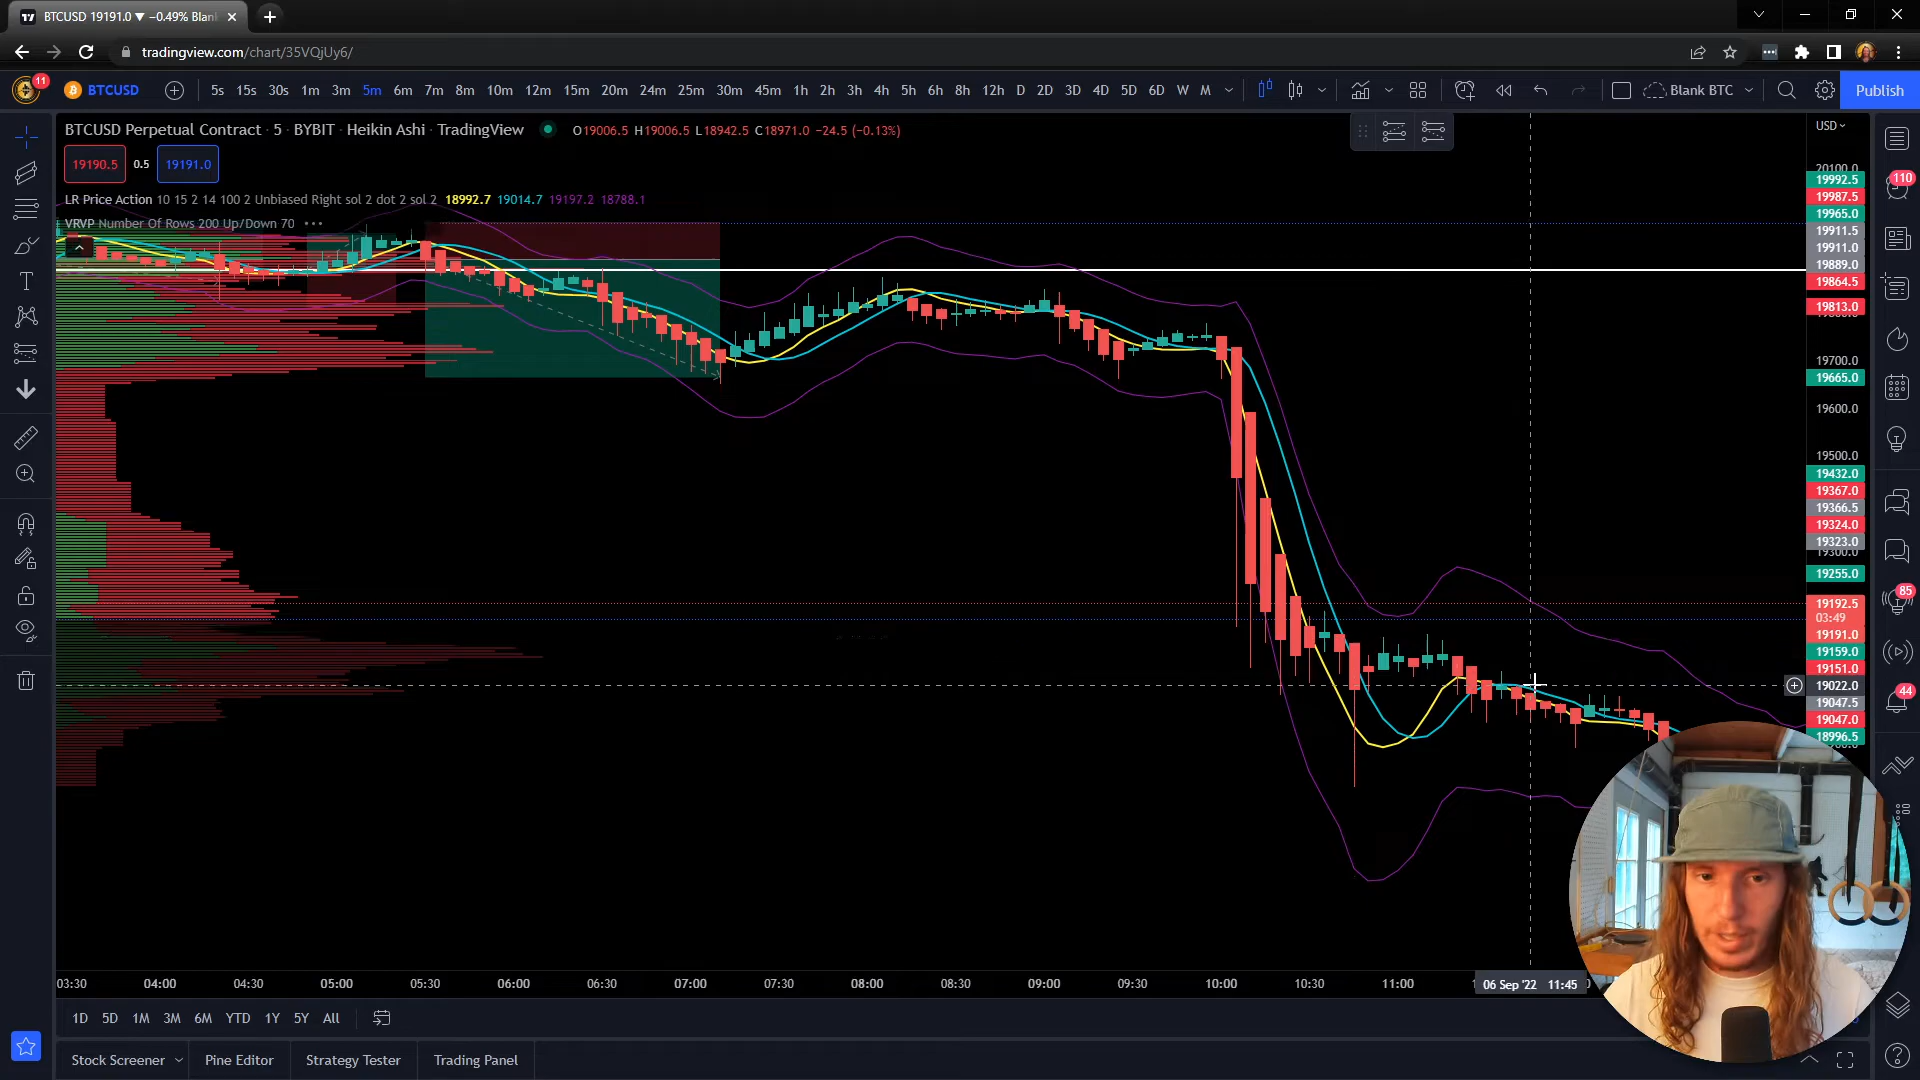 BTCUSD 19191.0 ▼ −0.49% Blan
tradingview.com/chart/35VQjUy6/
11
BTCUSD
5s 15s 30s 1m 3m 5m 6m 7m 8m 10m 12m 15m 20m 24m 25m 30m 45m 1h 2h 3h 4h 5h 6h 8h 12h D 2D 3D 4D 5D 6D W M
Blank BTC
Publish
BTCUSD Perpetual Contract · 5 · BYBIT · Heikin Ashi · TradingView
O19006.5 H19006.5 L18942.5 C18971.0 −24.5 (−0.13%)
USD
19190.5 0.5 19191.0
LR Price Action 10 15 2 14 100 2 Unbiased Right sol 2 dot 2 sol 2 18992.7 19014.7 19197.2 18788.1
VRVP Number Of Rows 200 Up/Down 70
20100.0
19992.5
19987.5
19965.0
19911.5
19911.0
19889.0
19864.5
19813.0
19700.0
19665.0
19600.0
19500.0
19432.0
19367.0
19366.5
19324.0
19323.0
19300.0
19255.0
19192.5
03:49
19191.0
19159.0
19151.0
19022.0
19047.5
19047.0
18996.5
110
85
44
03:30 04:00 04:30 05:00 05:30 06:00 06:30 07:00 07:30 08:00 08:30 09:00 09:30 10:00 10:30 11:00
06 Sep '22 11:45
1D 5D 1M 3M 6M YTD 1Y 5Y All
Stock Screener Pine Editor Strategy Tester Trading Panel